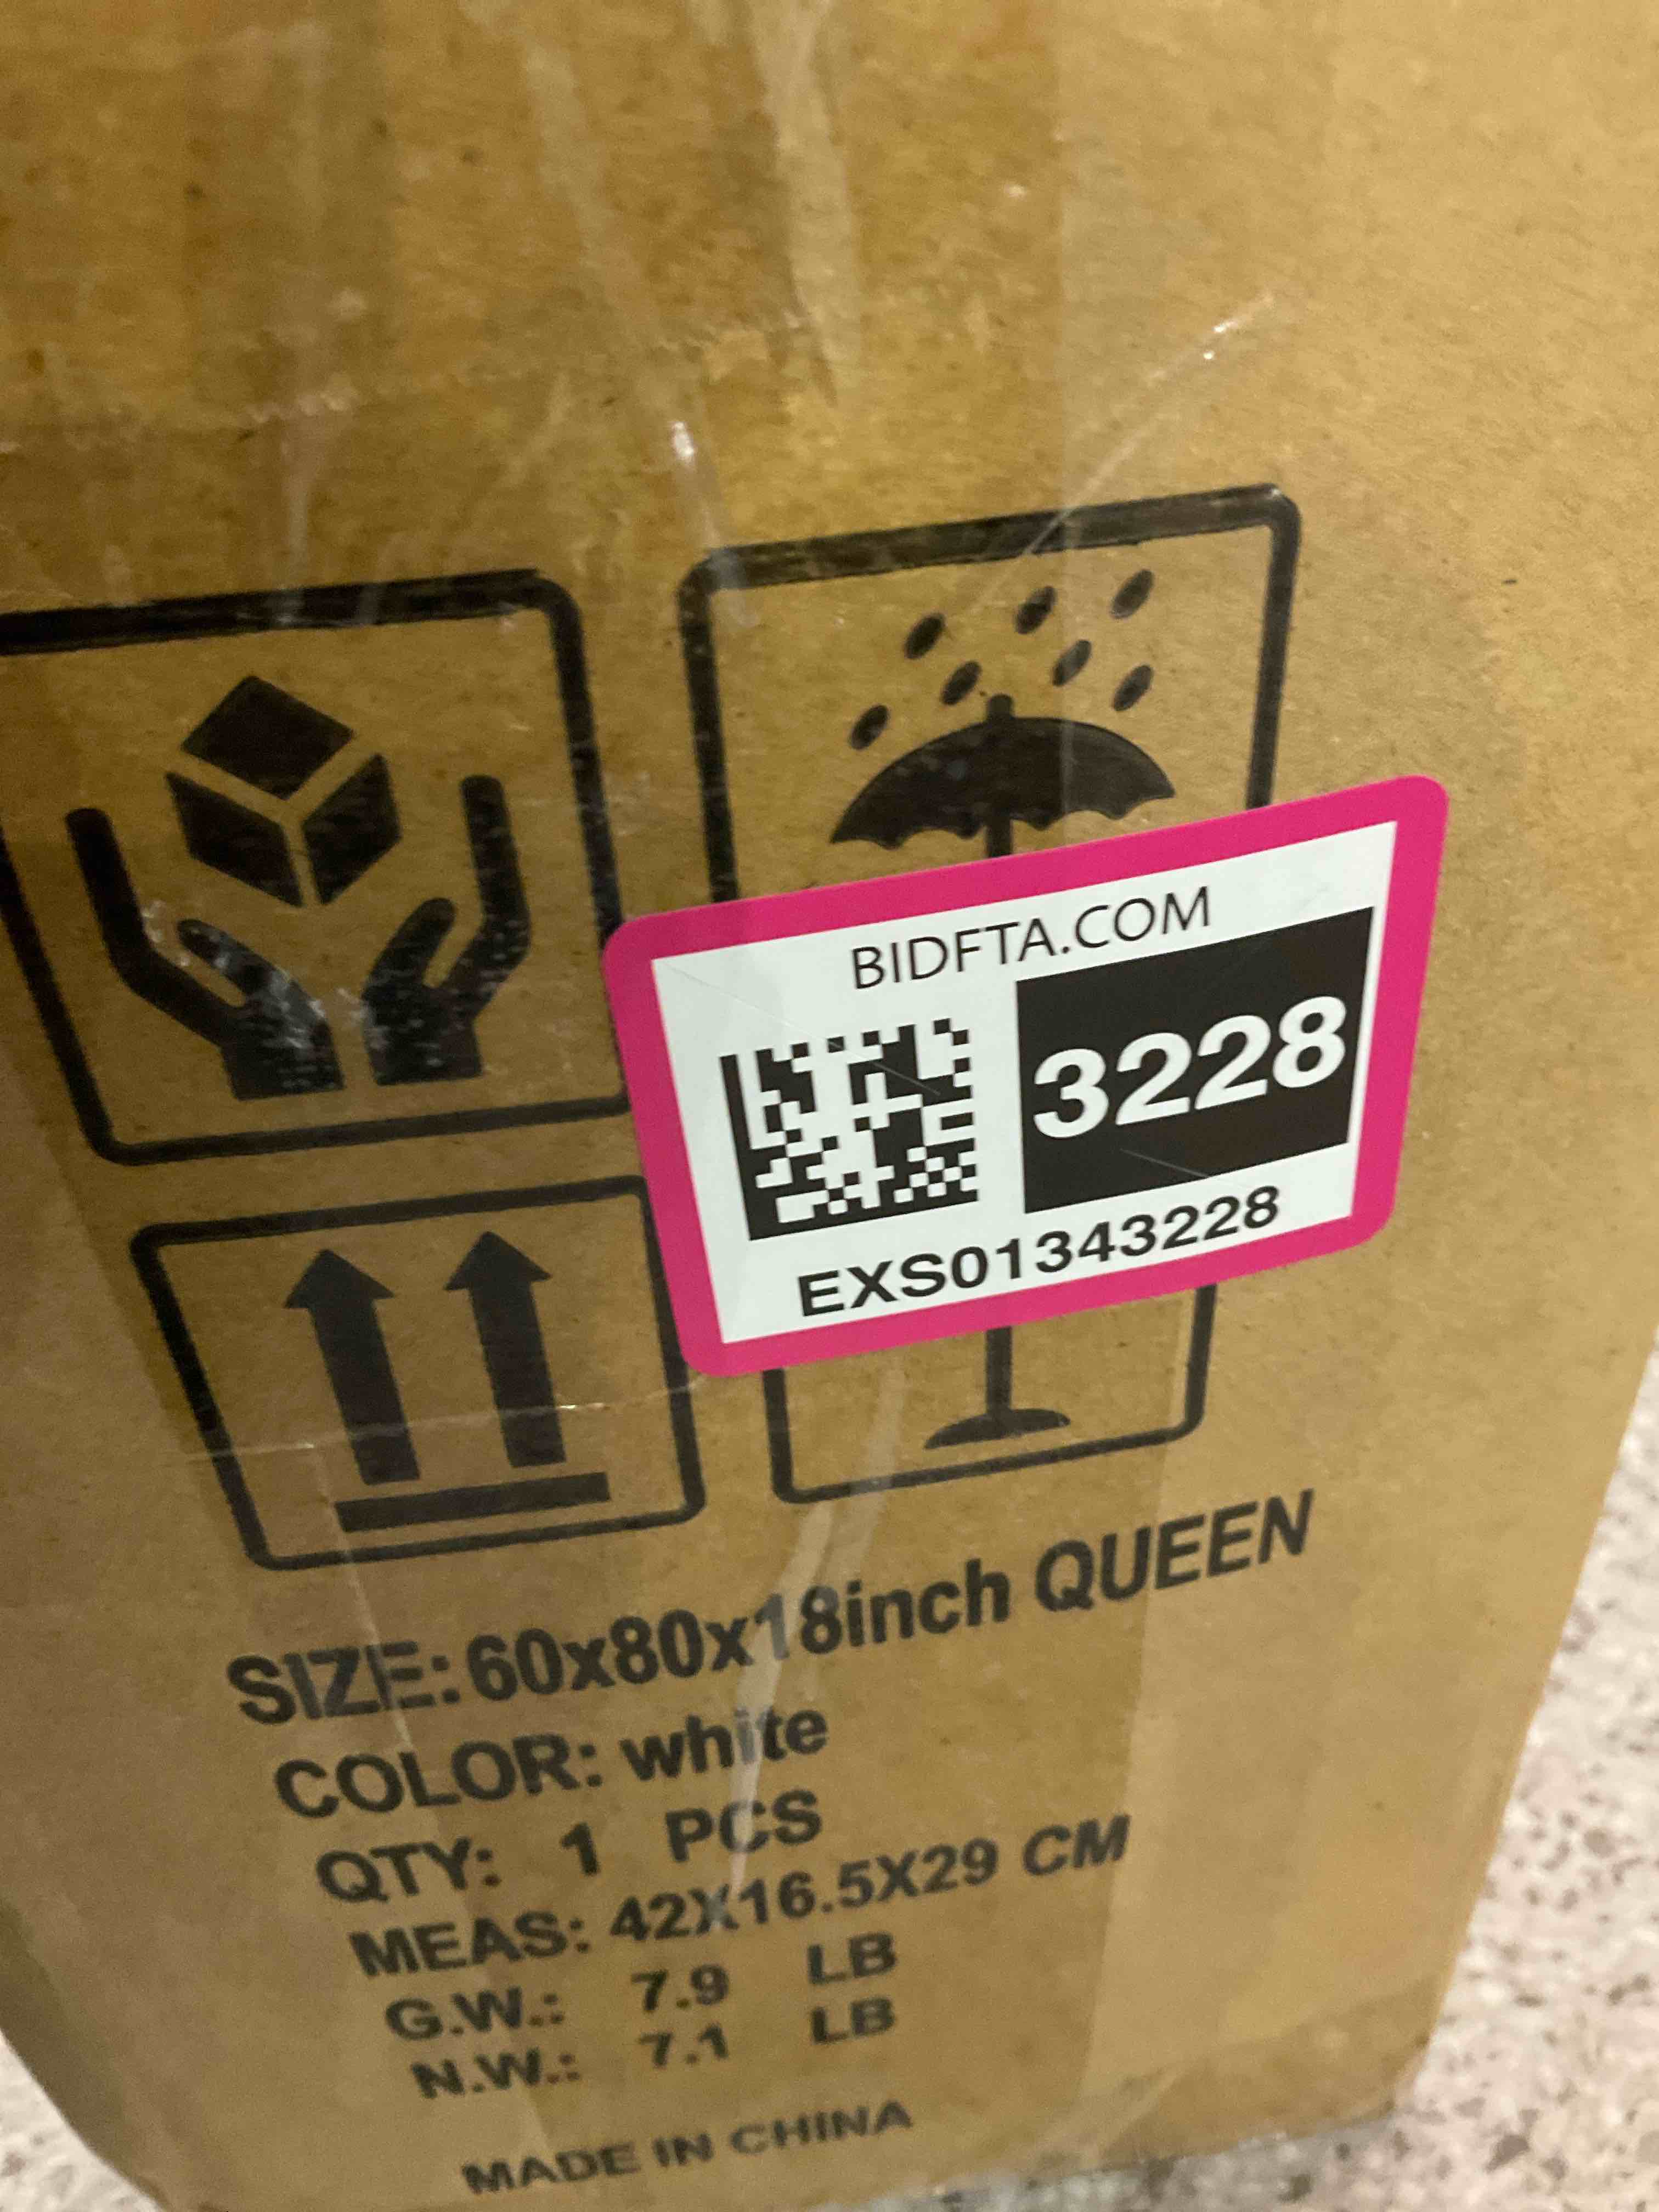 BIDFTA.COM
3228
EXS01343228
SIZE:60x80x18inch QUEEN
COLOR: white
QTY: 1 PCS
MEAS: 42X16.5X29 CM
G.W.: 7.9 LB
N.W.: 7.1 LB
MADE IN CHINA